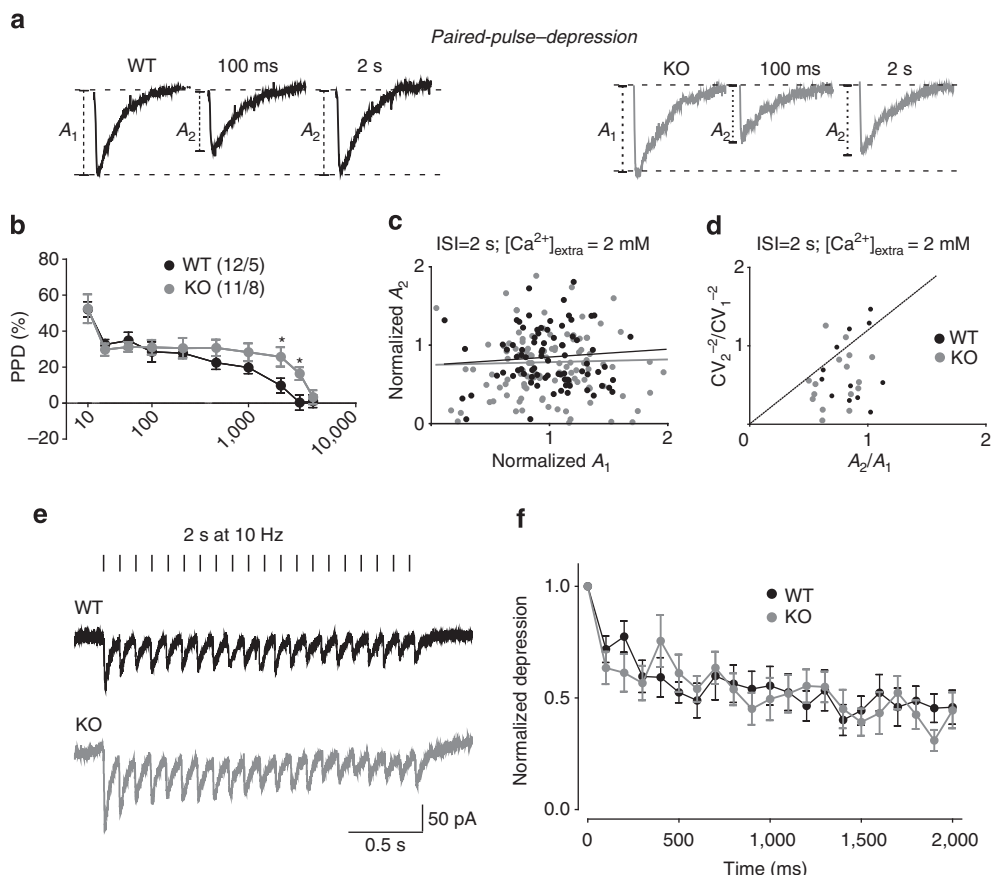 a
Paired-pulse–depression
WT 100 ms 2 s
A1 A2 A2
KO 100 ms 2 s
A1 A2 A2
b
80
60
40
20
0
–20
PPD (%)
WT (12/5)
KO (11/8)
*
*
10 100 1,000 10,000
c
ISI=2 s; [Ca2+]extra = 2 mM
2
1
0
Normalized A2
1 2
Normalized A1
d
ISI=2 s; [Ca2+]extra = 2 mM
2
1
0
CV2−2/CV1−2
WT
KO
0 1 2
A2/A1
e
2 s at 10 Hz
WT
KO
50 pA
0.5 s
f
1.0
0.5
0.0
Normalized depression
WT
KO
0 500 1,000 1,500 2,000
Time (ms)